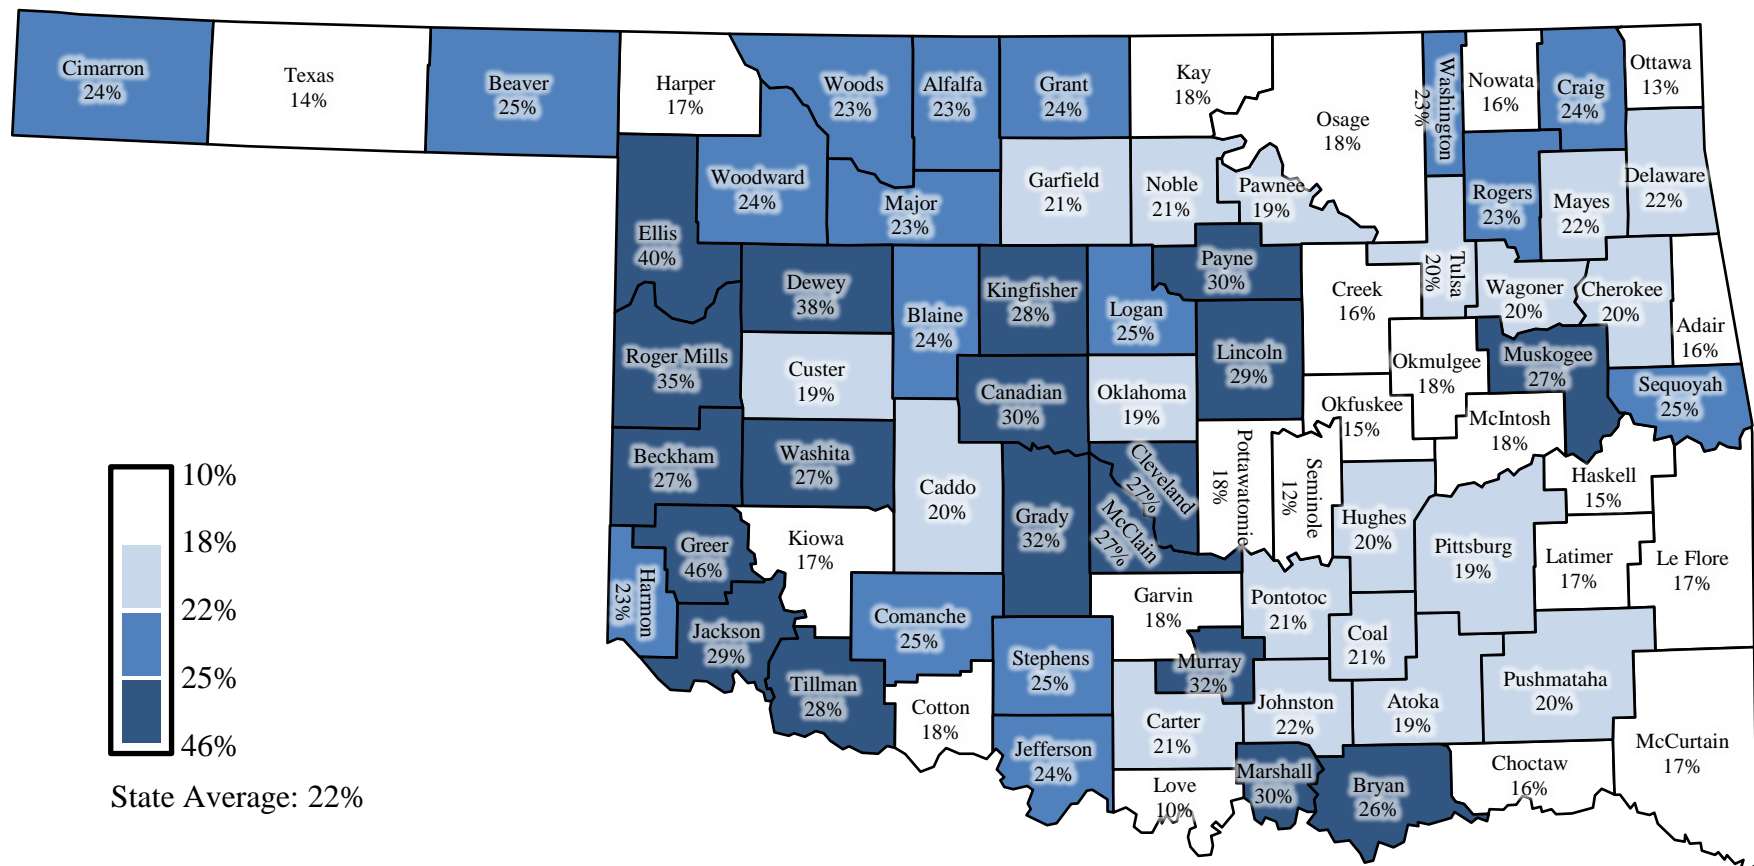 Cimarron
24%
Texas
14%
Beaver
25%
Harper
17%
Woods
23%
Alfalfa
23%
Grant
24%
Kay
18%
Osage
18%
Washington
23%
Nowata
16%
Craig
24%
Ottawa
13%
Woodward
24%
Major
23%
Garfield
21%
Noble
21%
Pawnee
19%
Rogers
23%
Mayes
22%
Delaware
22%
Ellis
40%
Dewey
38%
Blaine
24%
Kingfisher
28%
Logan
25%
Payne
30%
Creek
16%
Tulsa
20%
Wagoner
20%
Cherokee
20%
Adair
16%
Roger Mills
35%
Custer
19%
Canadian
30%
Oklahoma
19%
Lincoln
29%
Okmulgee
18%
Muskogee
27%
Sequoyah
25%
Okfuskee
15%
McIntosh
18%
Beckham
27%
Washita
27%
Caddo
20%
Grady
32%
Cleveland
27%
McClain
27%
Pottawatomie
18%
Seminole
12%
Hughes
20%
Pittsburg
19%
Haskell
15%
Latimer
17%
Le Flore
17%
Greer
46%
Kiowa
17%
Harmon
23%
Jackson
29%
Comanche
25%
Garvin
18%
Pontotoc
21%
Coal
21%
Tillman
28%
Cotton
18%
Stephens
25%
Murray
32%
Carter
21%
Johnston
22%
Atoka
19%
Pushmataha
20%
Jefferson
24%
Love
10%
Marshall
30%
Bryan
26%
Choctaw
16%
McCurtain
17%
10%
18%
22%
25%
46%
State Average: 22%